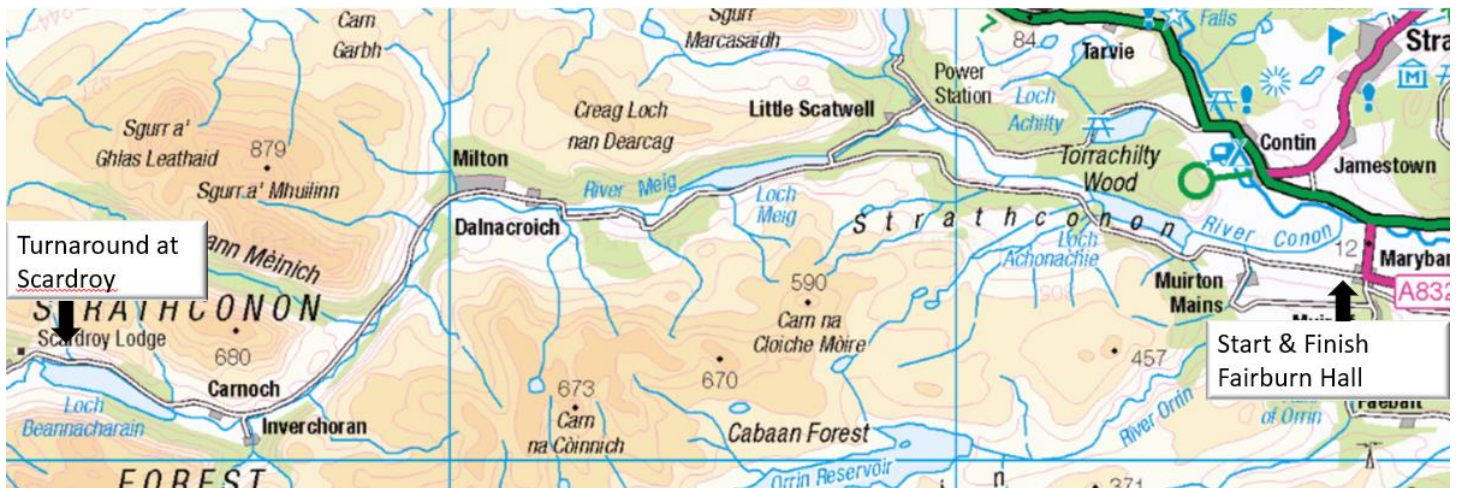 Carn
Garbh
Sgurr
Marcasaidh
84
Tarvie
Falls
Stra
Power
Station
Loch
Achilty
Creag Loch
nan Dearcag
Little Scatwell
Sgurr a'
Ghlas Leathaid
879
Sgurr a' Mhuilinn
Milton
River Meig
Loch
Meig
Torrachilty
Wood
Contin
Jamestown
M
Dalnacroich
Strathconon
River Conon
Loch
Achonachie
12
Maryban
A832
Turnaround at
Scardroy
ann Mèinich
STRATHCONON
Scardroy Lodge
680
Carnoch
Loch
Beannacharain
Inverchoran
590
Carn na
Cloiche Mòire
Muirton
Mains
Start & Finish
Fairburn Hall
457
673
Carn
na Còinnich
670
River Orrin
of Orrin
Cabaan Forest
Orrin Reservoir
FOREST
371